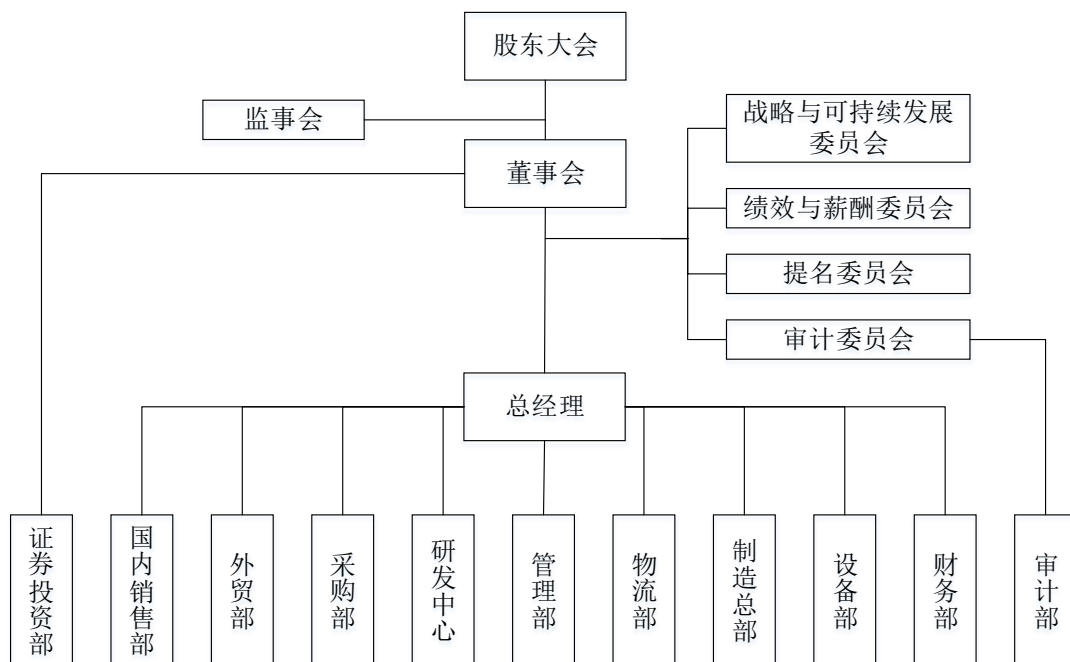 股东大会
监事会
战略与可持续发展
委员会
董事会
绩效与薪酬委员会
提名委员会
审计委员会
总经理
证券投资部
国内销售部
外贸部
采购部
研发中心
管理部
物流部
制造总部
设备部
财务部
审计部